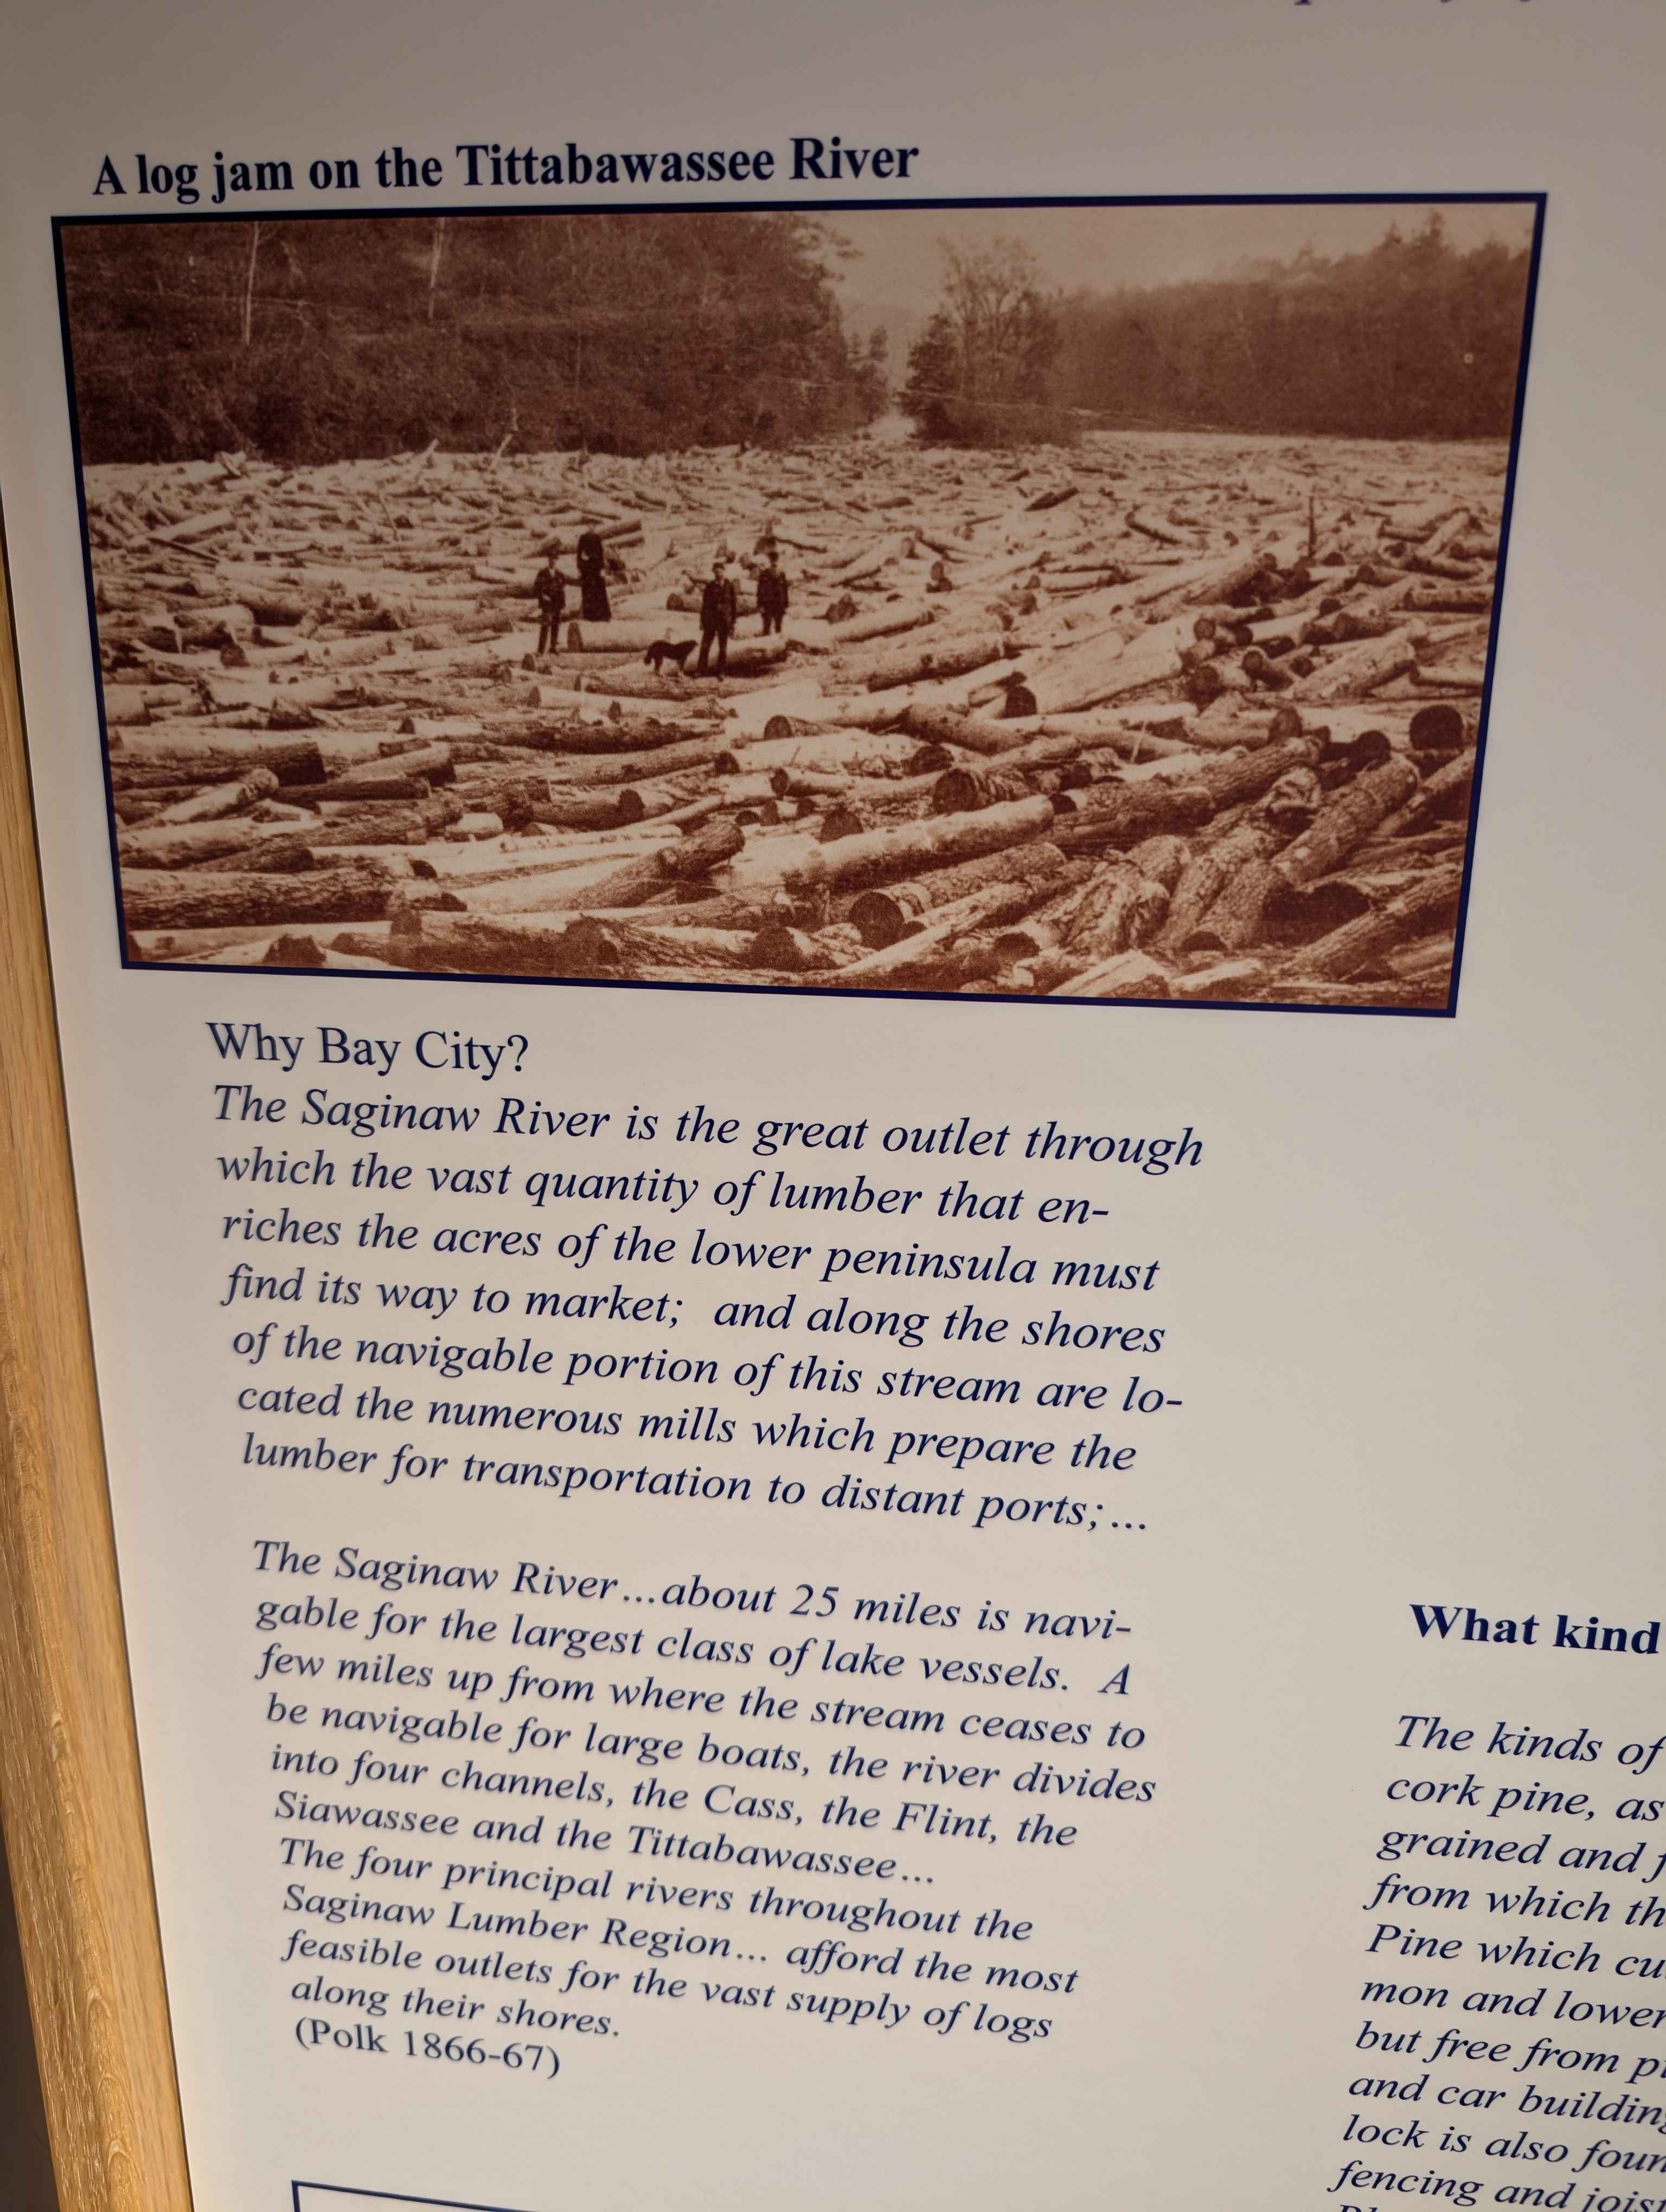 A log jam on the Tittabawassee River
Why Bay City?
The Saginaw River is the great outlet through
which the vast quantity of lumber that en-
riches the acres of the lower peninsula must
find its way to market;  and along the shores
of the navigable portion of this stream are lo-
cated the numerous mills which prepare the
lumber for transportation to distant ports;...
The Saginaw River...about 25 miles is navi-
gable for the largest class of lake vessels.  A
few miles up from where the stream ceases to
be navigable for large boats, the river divides
into four channels, the Cass, the Flint, the
Siawassee and the Tittabawassee...
The four principal rivers throughout the
Saginaw Lumber Region... afford the most
feasible outlets for the vast supply of logs
along their shores.
(Polk 1866-67)
What kind
The kinds of
cork pine, as
grained and
from which
Pine which
mon and
but free from
and car
lock is also
fencing and